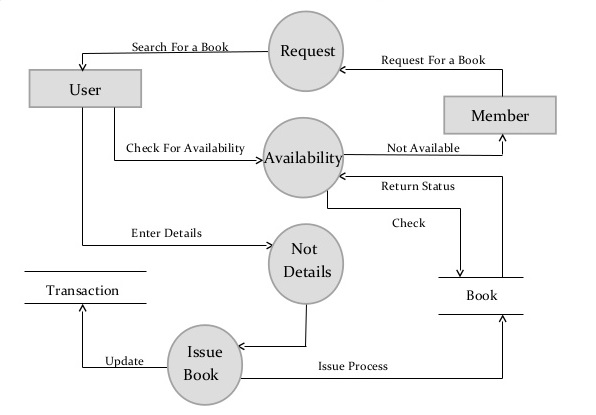 Search For a Book
Request
Request For a Book
User
Member
Check For Availability
Availability
Not Available
Return Status
Check
Enter Details
Not
Details
Transaction
Book
Update
Issue
Book
Issue Process